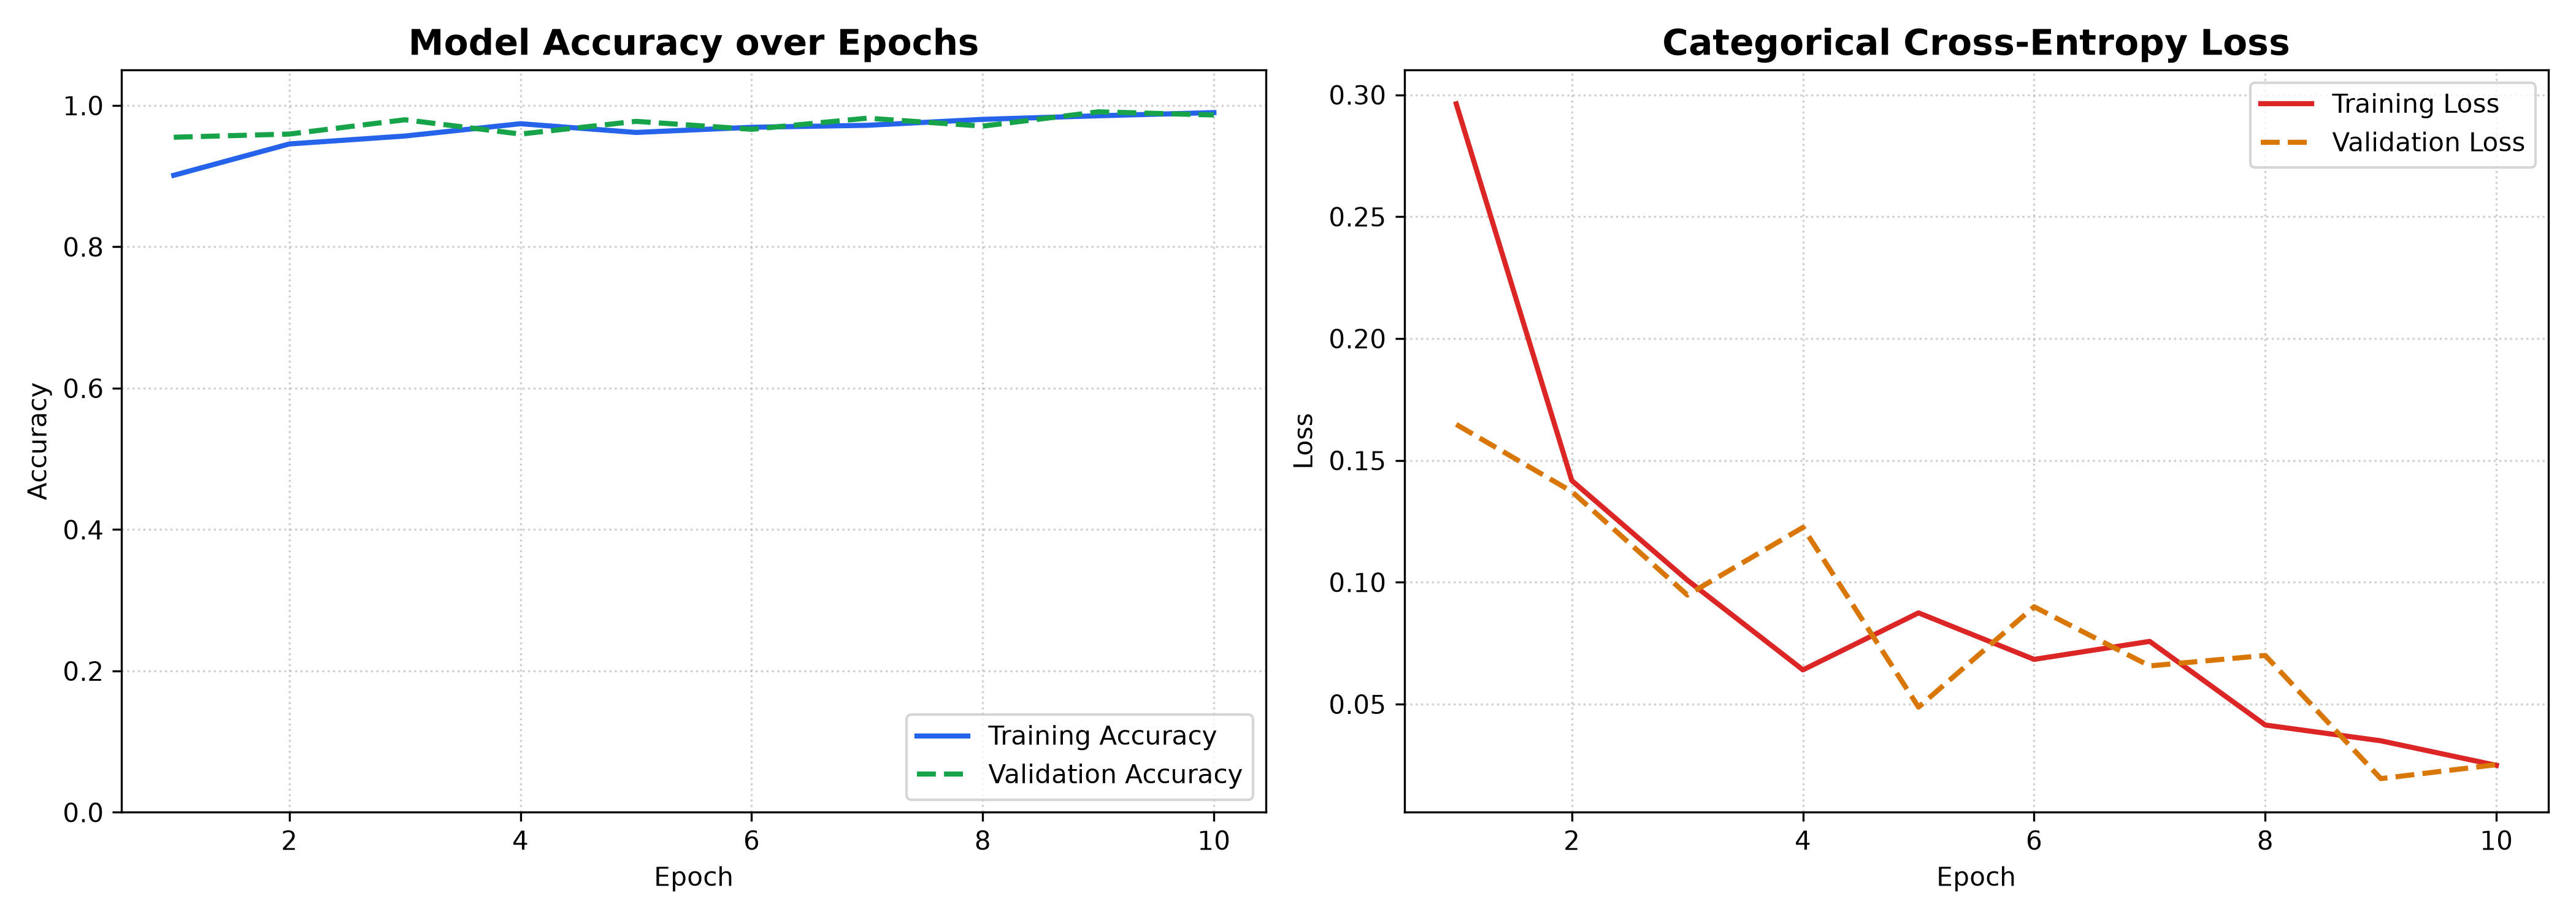 Model Accuracy over Epochs
1.0
0.8
0.6
0.4
0.2
0.0
Accuracy
2 4 6 8 10
Epoch
Training Accuracy
Validation Accuracy
Categorical Cross-Entropy Loss
0.30
0.25
0.20
0.15
0.10
0.05
Loss
2 4 6 8 10
Epoch
Training Loss
Validation Loss